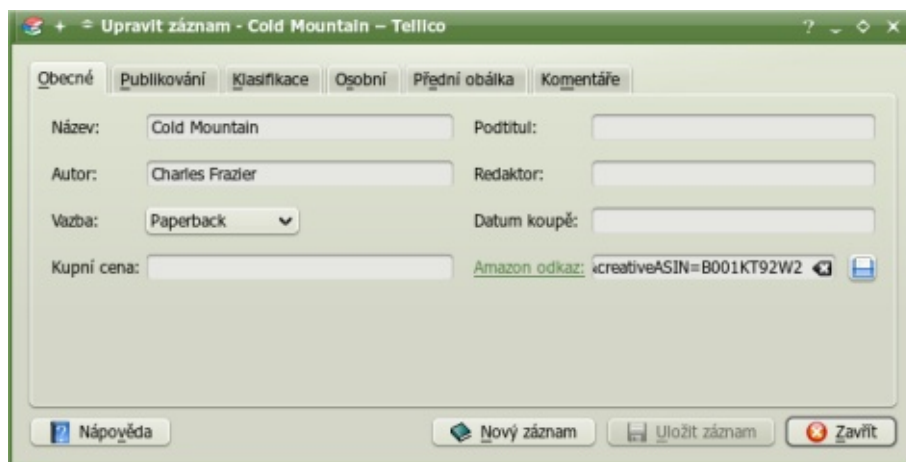 Upravit záznam - Cold Mountain – Tellico
Obecné Publikování Klasifikace Osobní Přední obálka Komentáře
Název: Cold Mountain Podtitul:
Autor: Charles Frazier Redaktor:
Vazba: Paperback Datum koupě:
Kupní cena: Amazon odkaz: &creativeASIN=B001KT92W2
Nápověda Nový záznam Uložit záznam Zavřít